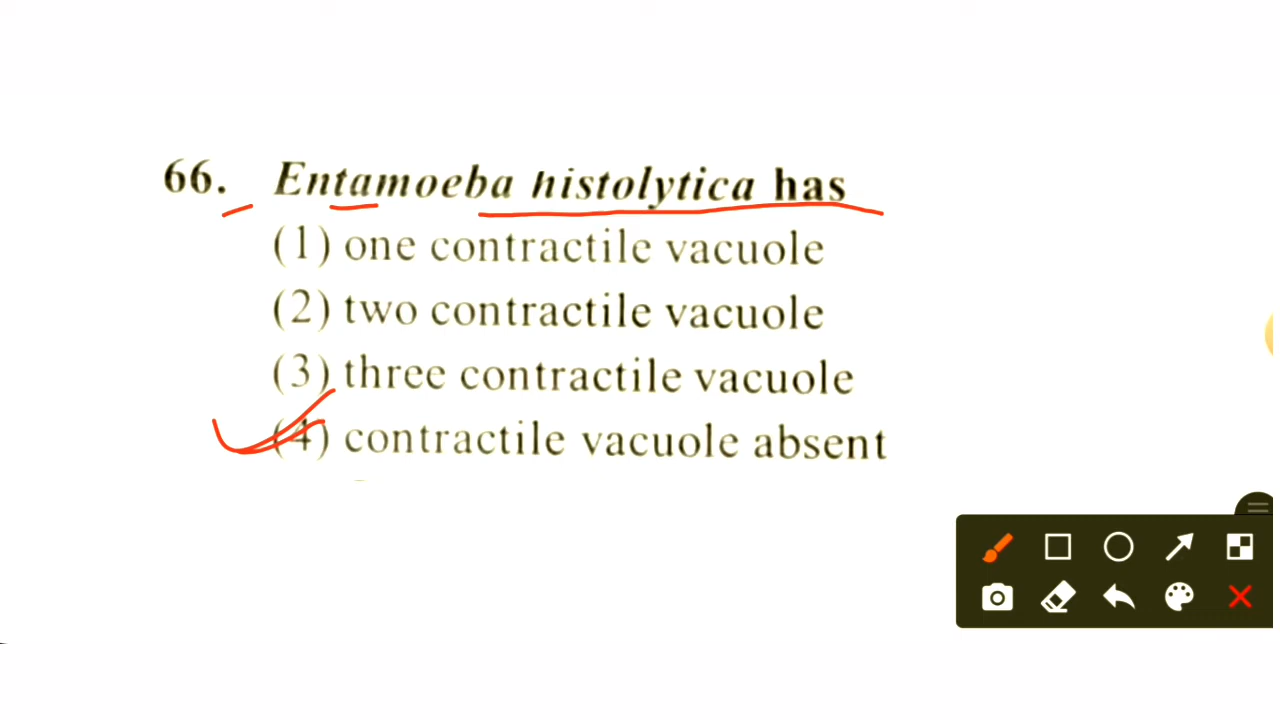 66. Entamoeba histolytica has
(1) one contractile vacuole
(2) two contractile vacuole
(3) three contractile vacuole
(4) contractile vacuole absent